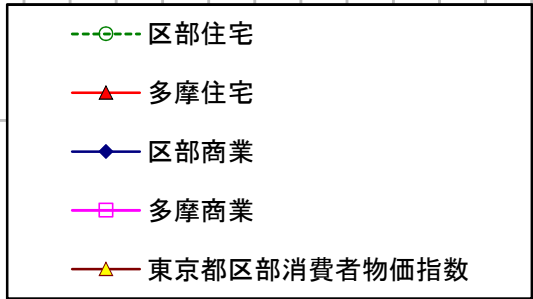 区部住宅
多摩住宅
区部商業
多摩商業
東京都区部消費者物価指数